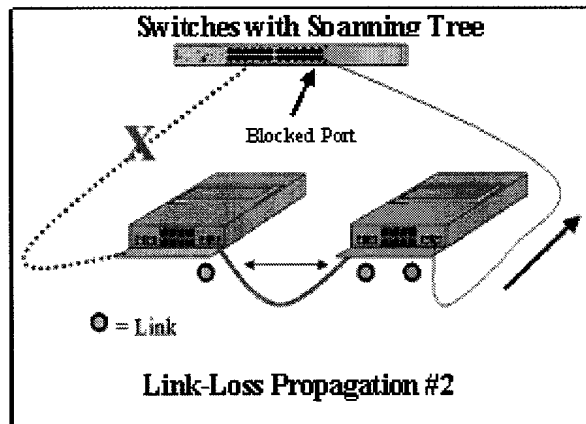 Switches with Spanning Tree
X
Blocked Port
= Link
Link-Loss Propagation #2